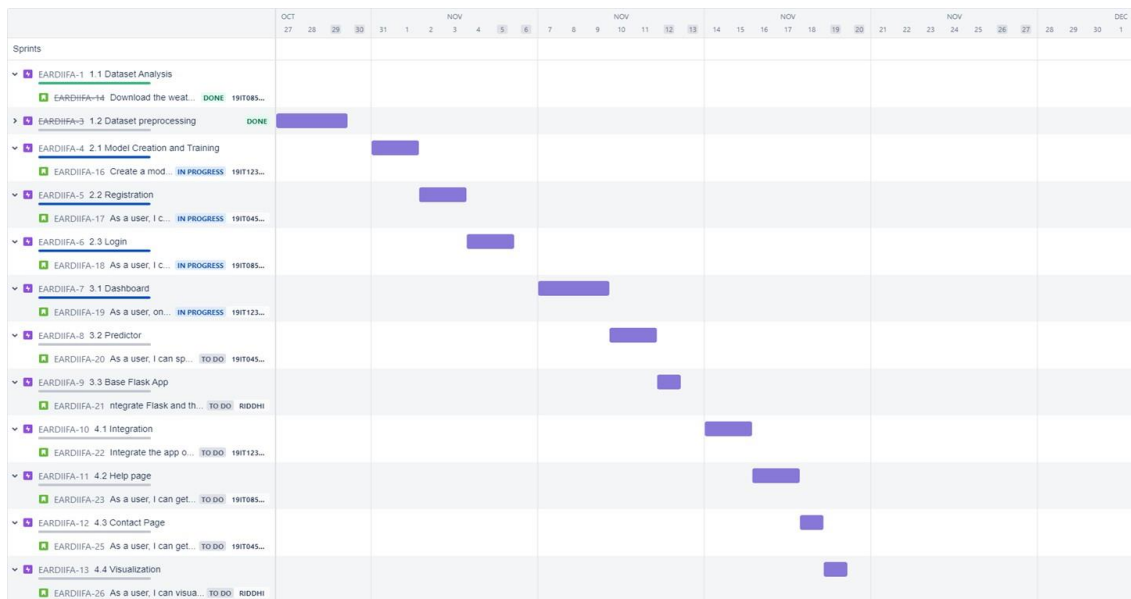 OCT NOV NOV NOV NOV DEC
27 28 29 30 31 1 2 3 4 5 6 7 8 9 10 11 12 13 14 15 16 17 18 19 20 21 22 23 24 25 26 27 28 29 30 1
Sprints
EARDIIFA-1 1.1 Dataset Analysis
EARDIIFA-14 Download the weat... DONE 19IT085...
EARDIIFA-3 1.2 Dataset preprocessing DONE
EARDIIFA-4 2.1 Model Creation and Training
EARDIIFA-16 Create a mod... IN PROGRESS 19IT123...
EARDIIFA-5 2.2 Registration
EARDIIFA-17 As a user, I c... IN PROGRESS 19IT045...
EARDIIFA-6 2.3 Login
EARDIIFA-18 As a user, I c... IN PROGRESS 19IT085...
EARDIIFA-7 3.1 Dashboard
EARDIIFA-19 As a user, on... IN PROGRESS 19IT123...
EARDIIFA-8 3.2 Predictor
EARDIIFA-20 As a user, I can sp... TO DO 19IT045...
EARDIIFA-9 3.3 Base Flask App
EARDIIFA-21 ntegrate Flask and th... TO DO RIDDHI
EARDIIFA-10 4.1 Integration
EARDIIFA-22 Integrate the app o... TO DO 19IT123...
EARDIIFA-11 4.2 Help page
EARDIIFA-23 As a user, I can get... TO DO 19IT085...
EARDIIFA-12 4.3 Contact Page
EARDIIFA-25 As a user, I can get... TO DO 19IT045...
EARDIIFA-13 4.4 Visualization
EARDIIFA-26 As a user, I can visua... TO DO RIDDHI